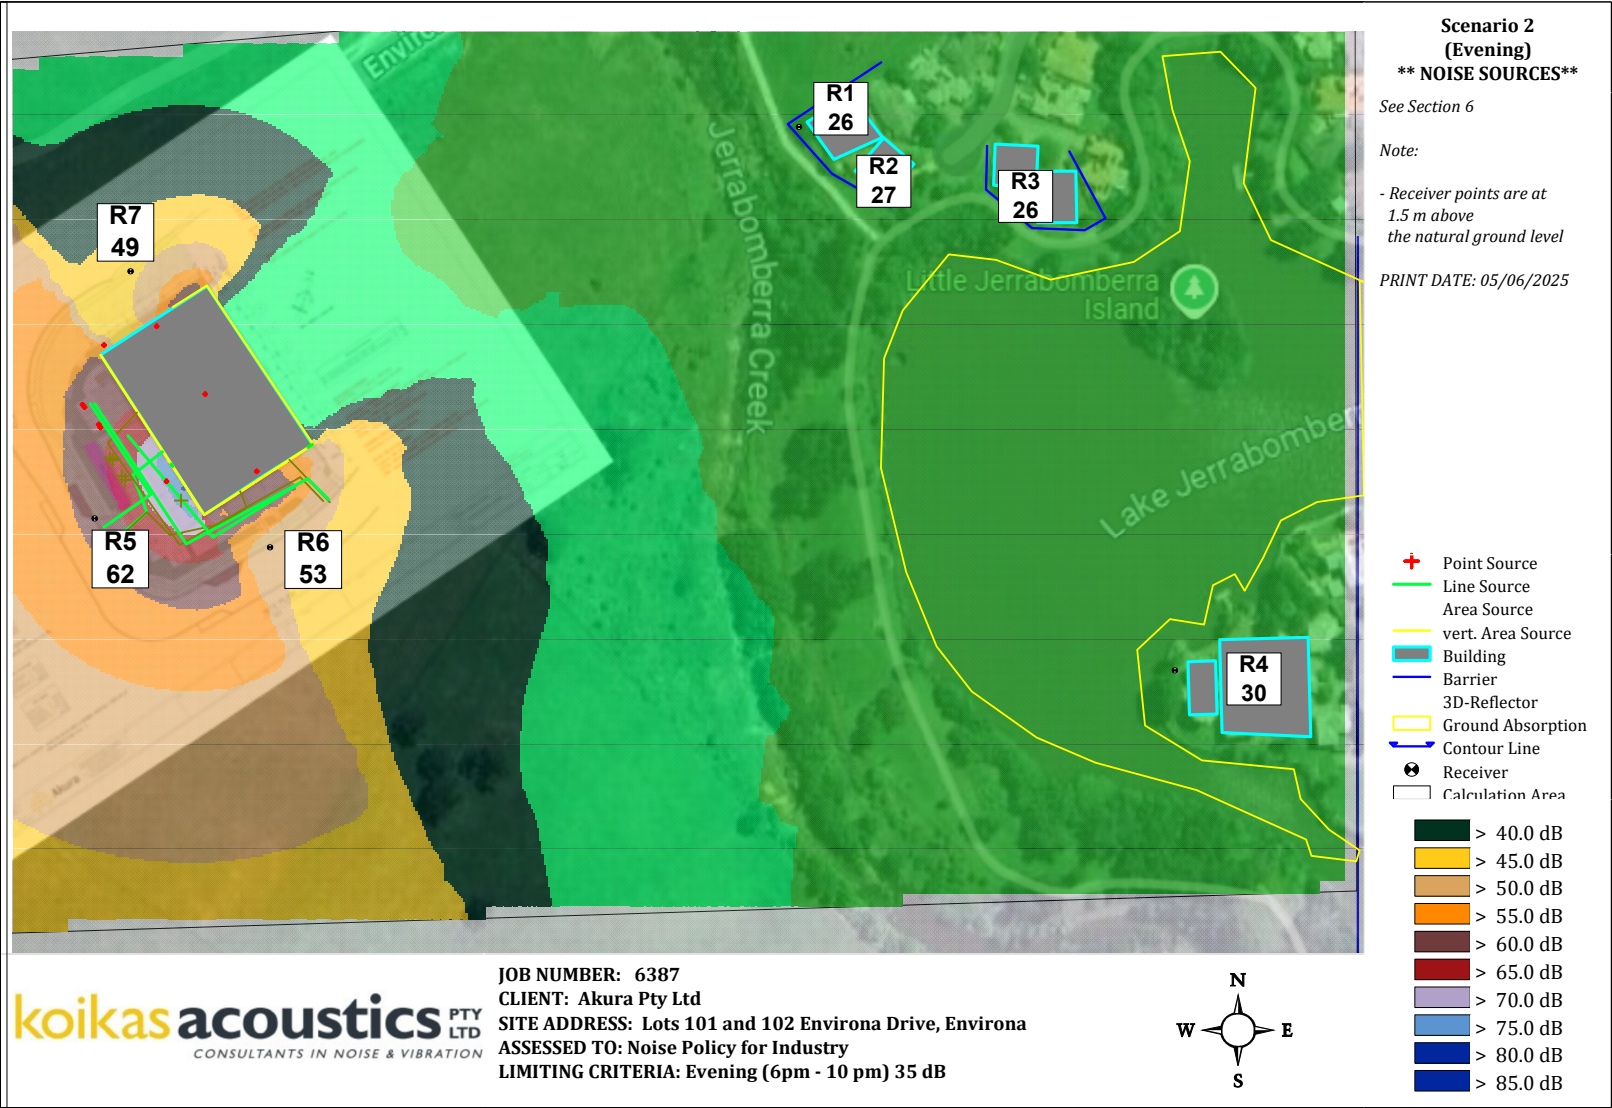 Scenario 2
(Evening)
** NOISE SOURCES**
See Section 6
Note:
- Receiver points are at
1.5 m above
the natural ground level
PRINT DATE: 05/06/2025
R1
26
R2
27
R3
26
R7
49
Jerrabomberra Creek
Little Jerrabomberra
Island
Lake Jerrabomber
R5
62
R6
53
R4
30
Point Source
Line Source
Area Source
vert. Area Source
Building
Barrier
3D-Reflector
Ground Absorption
Contour Line
Receiver
Calculation Area
> 40.0 dB
> 45.0 dB
> 50.0 dB
> 55.0 dB
> 60.0 dB
> 65.0 dB
> 70.0 dB
> 75.0 dB
> 80.0 dB
> 85.0 dB
koikas acoustics PTY LTD
CONSULTANTS IN NOISE & VIBRATION
JOB NUMBER: 6387
CLIENT: Akura Pty Ltd
SITE ADDRESS: Lots 101 and 102 Environa Drive, Environa
ASSESSED TO: Noise Policy for Industry
LIMITING CRITERIA: Evening (6pm - 10 pm) 35 dB
N
W E
S